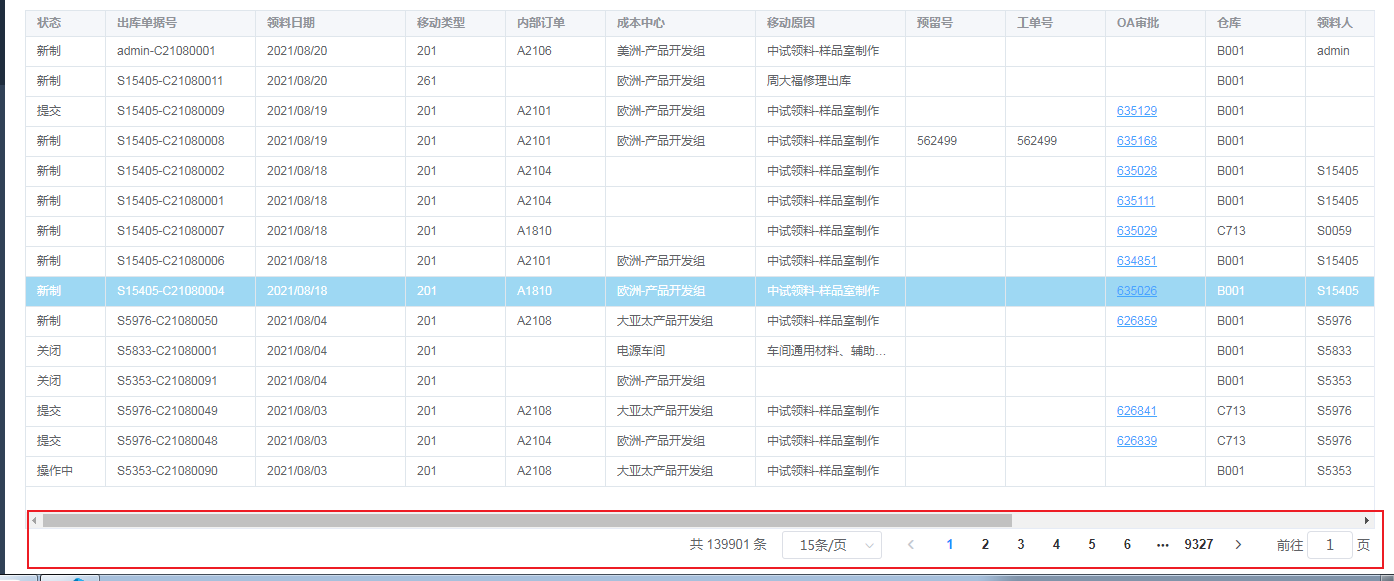 状态 出库单据号 领料日期 移动类型 内部订单 成本中心 移动原因 预留号 工单号 OA审批 仓库 领料人
新制 admin-C21080001 2021/08/20 201 A2106 美洲-产品开发组 中试领料-样品室制作 B001 admin
新制 S15405-C21080011 2021/08/20 261 欧洲-产品开发组 周大福修理出库 B001
提交 S15405-C21080009 2021/08/19 201 A2101 欧洲-产品开发组 中试领料-样品室制作 635129 B001
新制 S15405-C21080008 2021/08/19 201 A2101 欧洲-产品开发组 中试领料-样品室制作 562499 562499 635168 B001
新制 S15405-C21080002 2021/08/18 201 A2104 中试领料-样品室制作 635028 B001 S15405
新制 S15405-C21080001 2021/08/18 201 A2104 中试领料-样品室制作 635111 B001 S15405
新制 S15405-C21080007 2021/08/18 201 A1810 中试领料-样品室制作 635029 C713 S0059
新制 S15405-C21080006 2021/08/18 201 A2101 欧洲-产品开发组 中试领料-样品室制作 634851 B001 S15405
新制 S15405-C21080004 2021/08/18 201 A1810 欧洲-产品开发组 中试领料-样品室制作 635026 B001 S15405
新制 S5976-C21080050 2021/08/04 201 A2108 大亚太产品开发组 中试领料-样品室制作 626859 B001 S5976
关闭 S5833-C21080001 2021/08/04 201 电源车间 车间通用材料、辅助... B001 S5833
关闭 S5353-C21080091 2021/08/04 201 欧洲-产品开发组 B001 S5353
提交 S5976-C21080049 2021/08/03 201 A2108 大亚太产品开发组 中试领料-样品室制作 626841 C713 S5976
提交 S5976-C21080048 2021/08/03 201 A2104 欧洲-产品开发组 中试领料-样品室制作 626839 C713 S5976
操作中 S5353-C21080090 2021/08/03 201 A2108 大亚太产品开发组 中试领料-样品室制作 B001 S5353
共 139901 条 15条/页 1 2 3 4 5 6 ••• 9327 前往 1 页